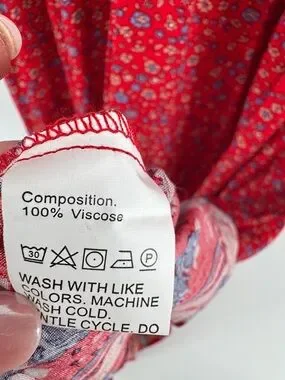 Composition.
100% Viscose
30 P
WASH WITH LIKE
COLORS. MACHINE
WASH COLD.
GENTLE CYCLE, DO